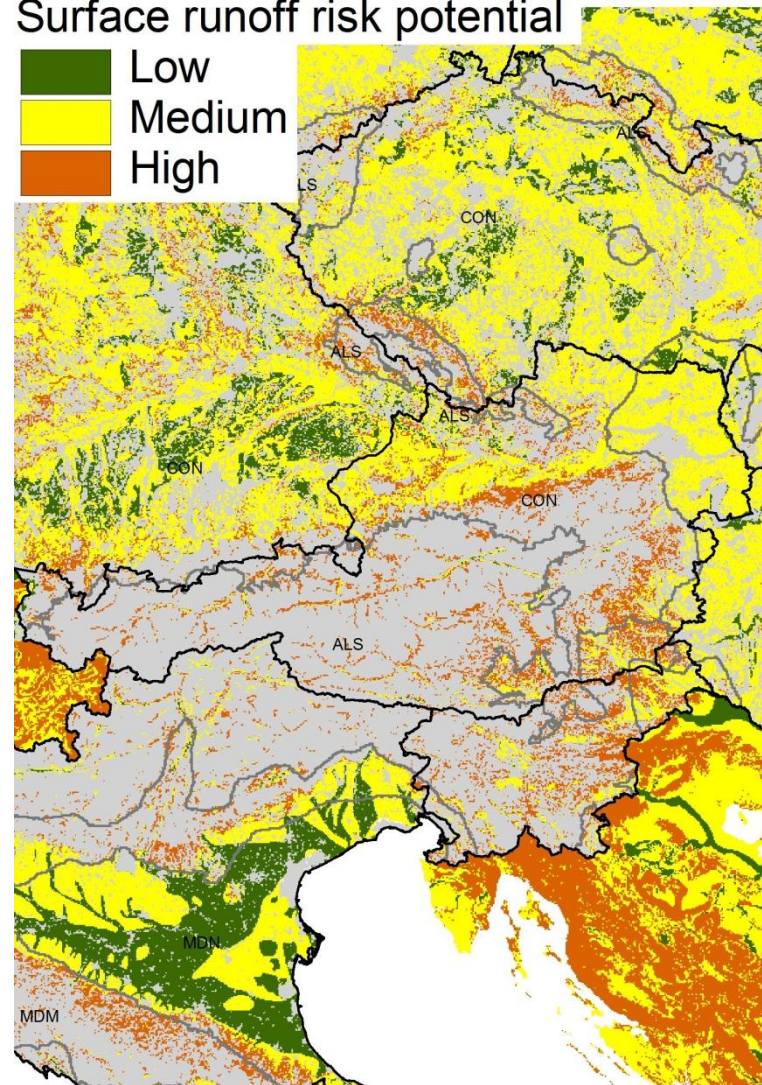 Surface runoff risk potential
Low
Medium
High
ALS
LS
CON
ALS
ALS
CON
CON
ALS
MDN
MDM